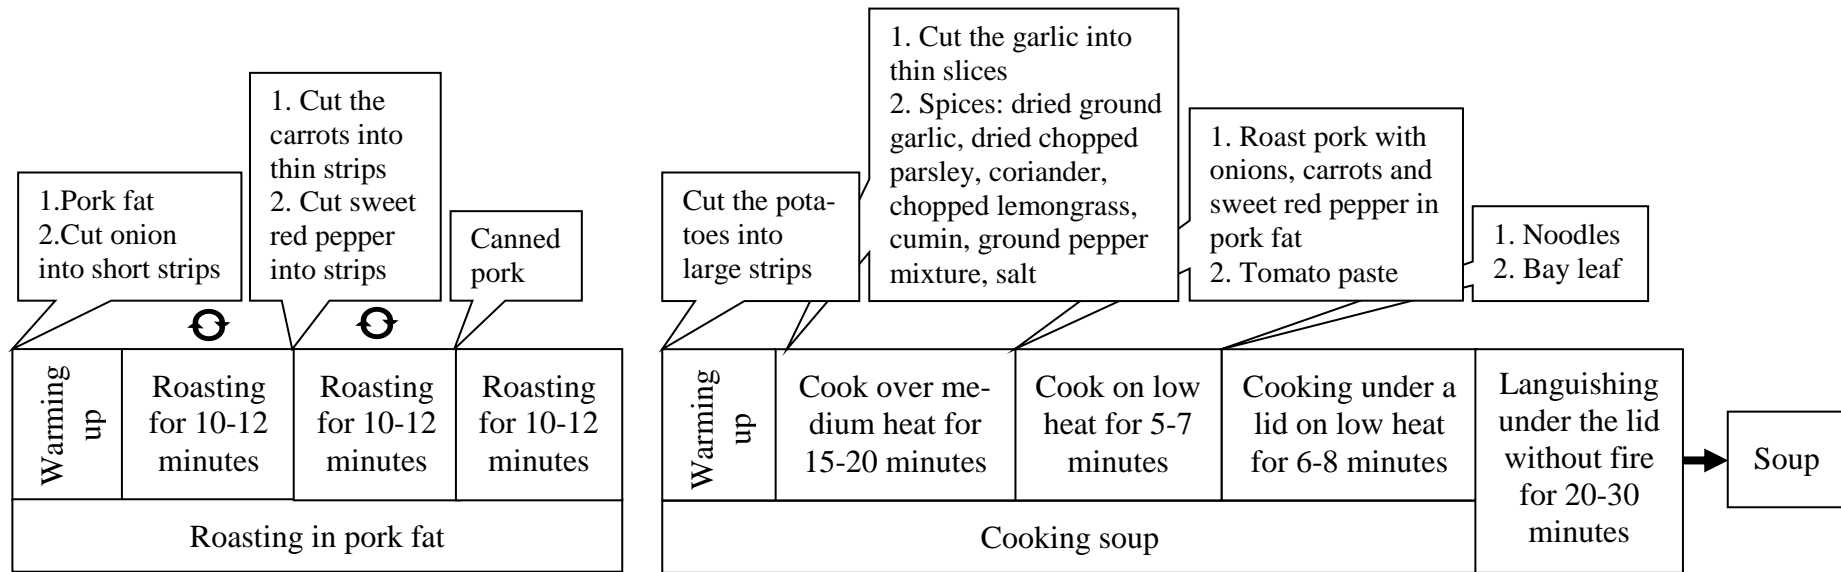 1.Pork fat
2.Cut onion
into short strips
1. Cut the
carrots into
thin strips
2. Cut sweet
red pepper
into strips
Canned
pork
Warming
up
Roasting
for 10-12
minutes
Roasting
for 10-12
minutes
Roasting
for 10-12
minutes
Roasting in pork fat
Cut the pota-
toes into
large strips
1. Cut the garlic into
thin slices
2. Spices: dried ground
garlic, dried chopped
parsley, coriander,
chopped lemongrass,
cumin, ground pepper
mixture, salt
1. Roast pork with
onions, carrots and
sweet red pepper in
pork fat
2. Tomato paste
1. Noodles
2. Bay leaf
Warming
up
Cook over me-
dium heat for
15-20 minutes
Cook on low
heat for 5-7
minutes
Cooking under a
lid on low heat
for 6-8 minutes
Cooking soup
Languishing
under the lid
without fire
for 20-30
minutes
Soup